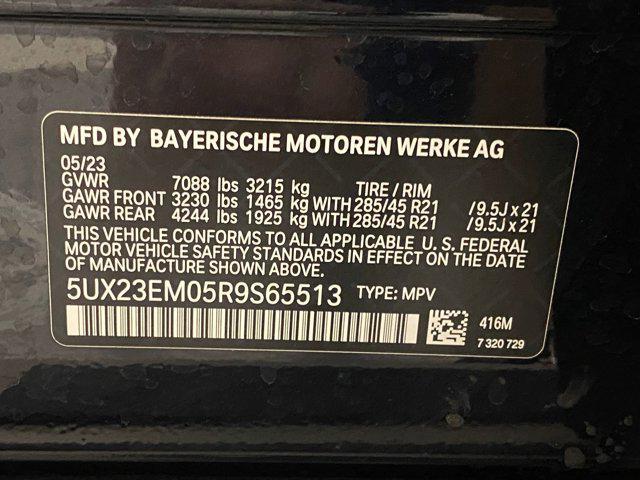 MFD BY BAYERISCHE MOTOREN WERKE AG
05/23
GVWR 7088 lbs 3215 kg TIRE / RIM
GAWR FRONT 3230 lbs 1465 kg WITH 285/45 R21 /9.5J x 21
GAWR REAR 4244 lbs 1925 kg WITH 285/45 R21 /9.5J x 21
THIS VEHICLE CONFORMS TO ALL APPLICABLE U.S. FEDERAL
MOTOR VEHICLE SAFETY STANDARDS IN EFFECT ON THE
DATE OF MANUFACTURE SHOWN ABOVE.
5UX23EM05R9S65513 TYPE: MPV
416M
7 320 729